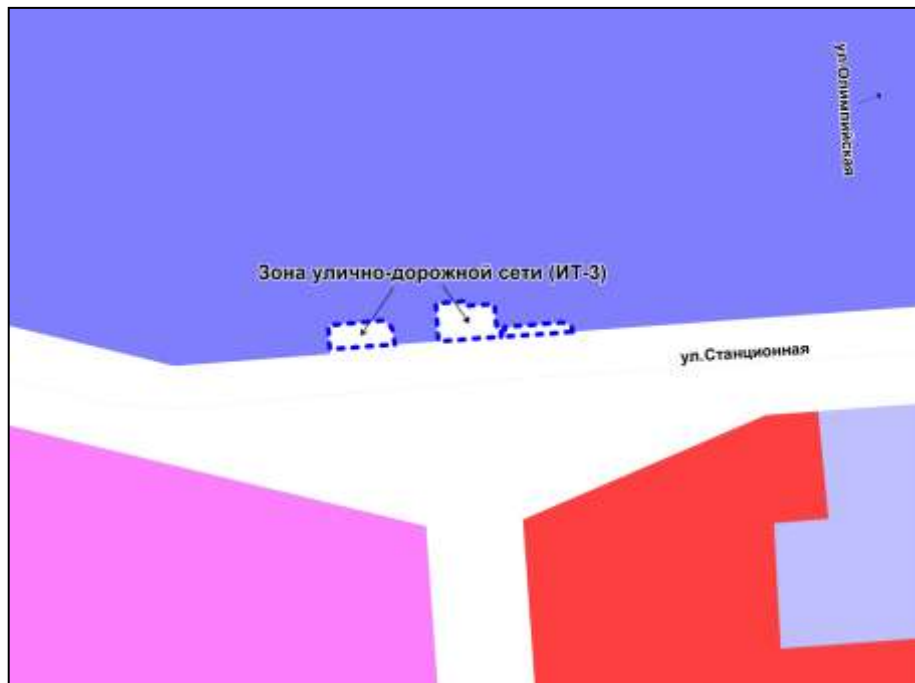 ул.Олимпийская
Зона улично-дорожной сети (ИТ-3)
ул.Станционная